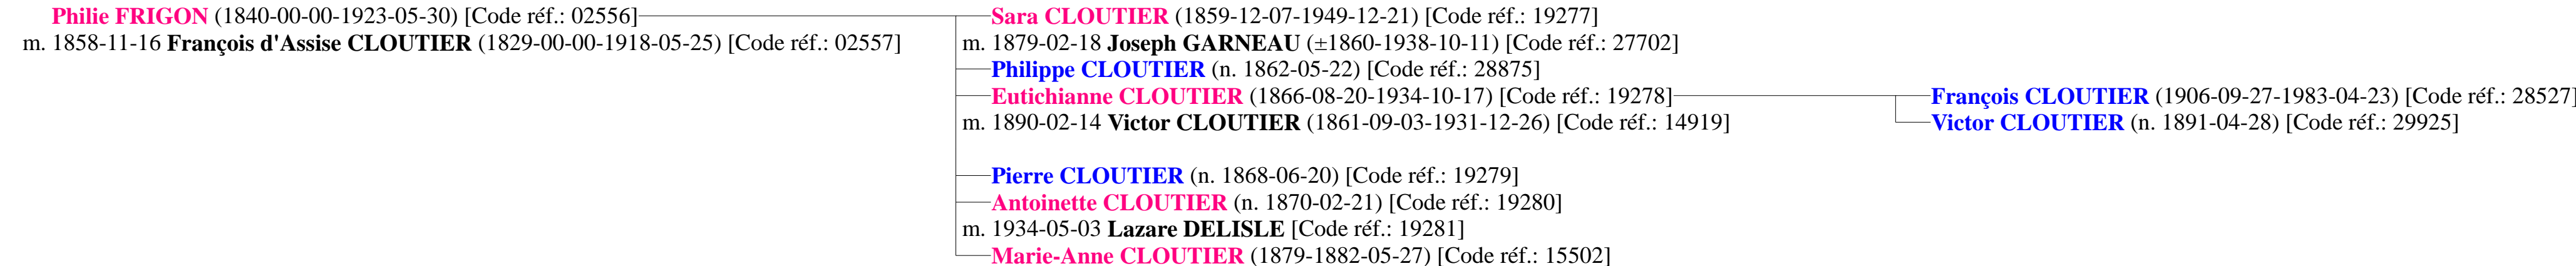 Philie FRIGON (1840-00-00-1923-05-30) [Code réf.: 02556]
m. 1858-11-16 François d'Assise CLOUTIER (1829-00-00-1918-05-25) [Code réf.: 02557]
Sara CLOUTIER (1859-12-07-1949-12-21) [Code réf.: 19277]
m. 1879-02-18 Joseph GARNEAU (±1860-1938-10-11) [Code réf.: 27702]
Philippe CLOUTIER (n. 1862-05-22) [Code réf.: 28875]
Eutichianne CLOUTIER (1866-08-20-1934-10-17) [Code réf.: 19278]
m. 1890-02-14 Victor CLOUTIER (1861-09-03-1931-12-26) [Code réf.: 14919]
François CLOUTIER (1906-09-27-1983-04-23) [Code réf.: 28527]
Victor CLOUTIER (n. 1891-04-28) [Code réf.: 29925]
Pierre CLOUTIER (n. 1868-06-20) [Code réf.: 19279]
Antoinette CLOUTIER (n. 1870-02-21) [Code réf.: 19280]
m. 1934-05-03 Lazare DELISLE [Code réf.: 19281]
Marie-Anne CLOUTIER (1879-1882-05-27) [Code réf.: 15502]